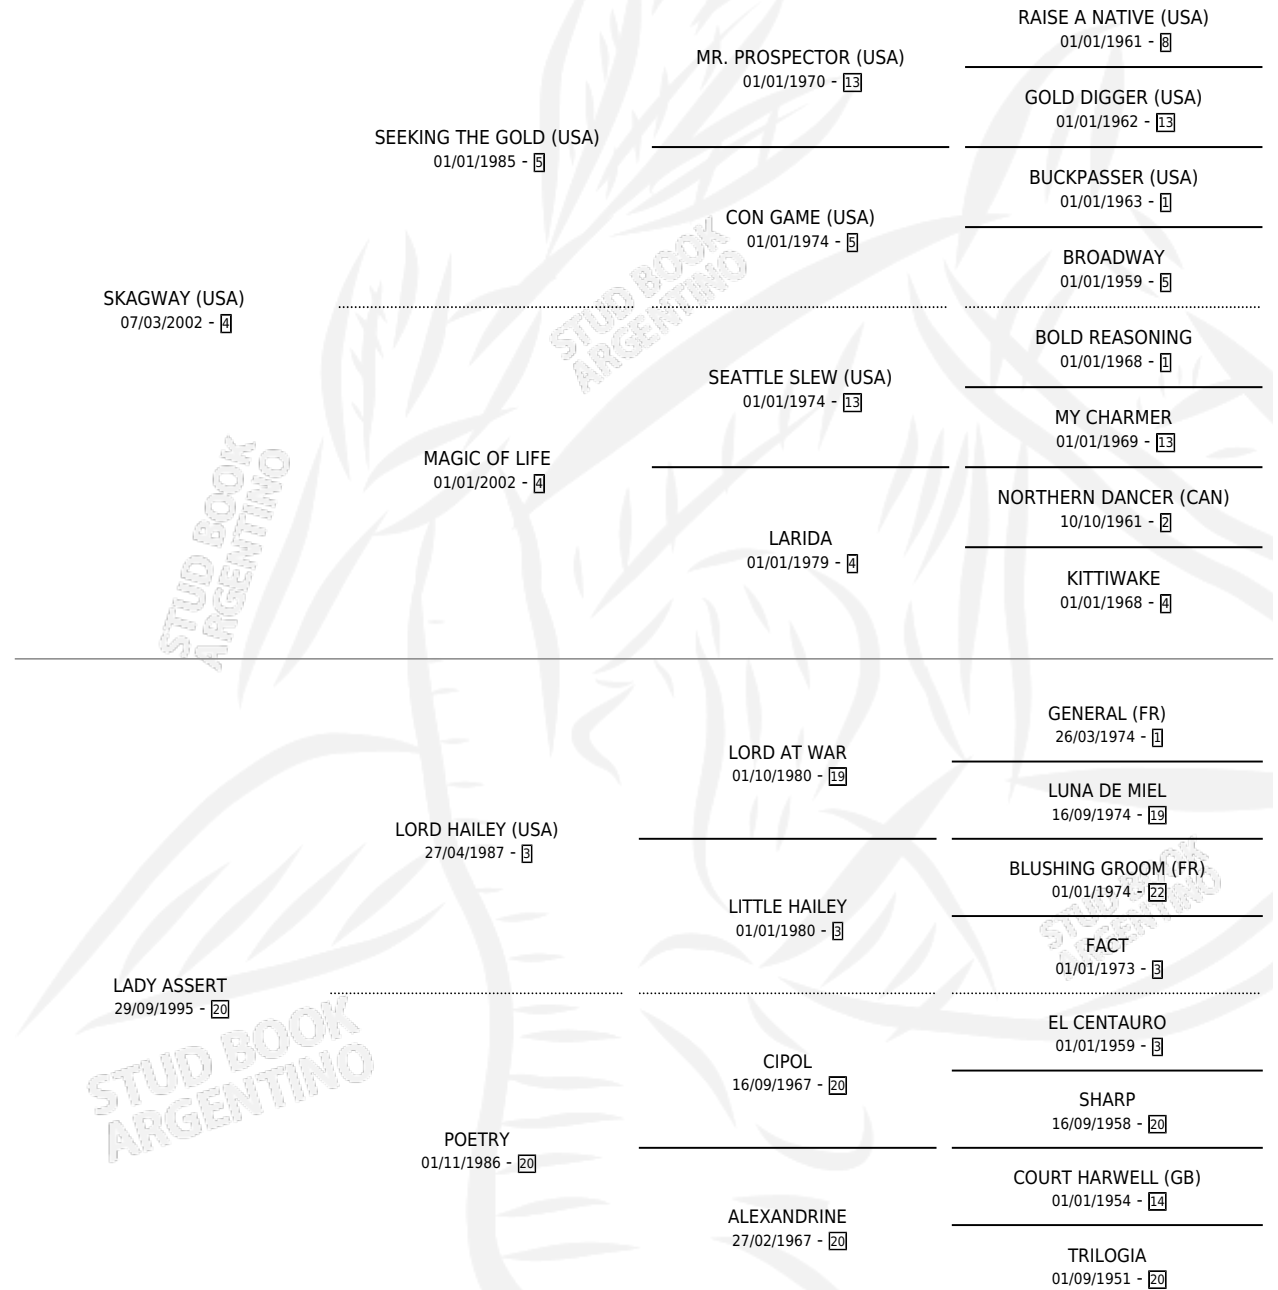 RAISE A NATIVE (USA)
01/01/1961 - 8
MR. PROSPECTOR (USA)
01/01/1970 - 13
GOLD DIGGER (USA)
01/01/1962 - 13
SEEKING THE GOLD (USA)
01/01/1985 - 5
BUCKPASSER (USA)
01/01/1963 - 1
CON GAME (USA)
01/01/1974 - 5
BROADWAY
01/01/1959 - 5
SKAGWAY (USA)
07/03/2002 - 4
STUD BOOK
ARGENTINO
BOLD REASONING
01/01/1968 - 1
SEATTLE SLEW (USA)
01/01/1974 - 13
MY CHARMER
01/01/1969 - 13
MAGIC OF LIFE
01/01/2002 - 4
NORTHERN DANCER (CAN)
10/10/1961 - 2
LARIDA
01/01/1979 - 4
KITTIWAKE
01/01/1968 - 4
STUD BOOK
ARGENTINO
GENERAL (FR)
26/03/1974 - 1
LORD AT WAR
01/10/1980 - 19
LUNA DE MIEL
16/09/1974 - 19
LORD HAILEY (USA)
27/04/1987 - 3
BLUSHING GROOM (FR)
01/01/1974 - 22
LITTLE HAILEY
01/01/1980 - 3
STUD BOOK
ARGENTINO
FACT
01/01/1973 - 3
LADY ASSERT
29/09/1995 - 20
EL CENTAURO
01/01/1959 - 3
STUD BOOK
ARGENTINO
CIPOL
16/09/1967 - 20
SHARP
16/09/1958 - 20
POETRY
01/11/1986 - 20
COURT HARWELL (GB)
01/01/1954 - 14
ALEXANDRINE
27/02/1967 - 20
TRILOGIA
01/09/1951 - 20